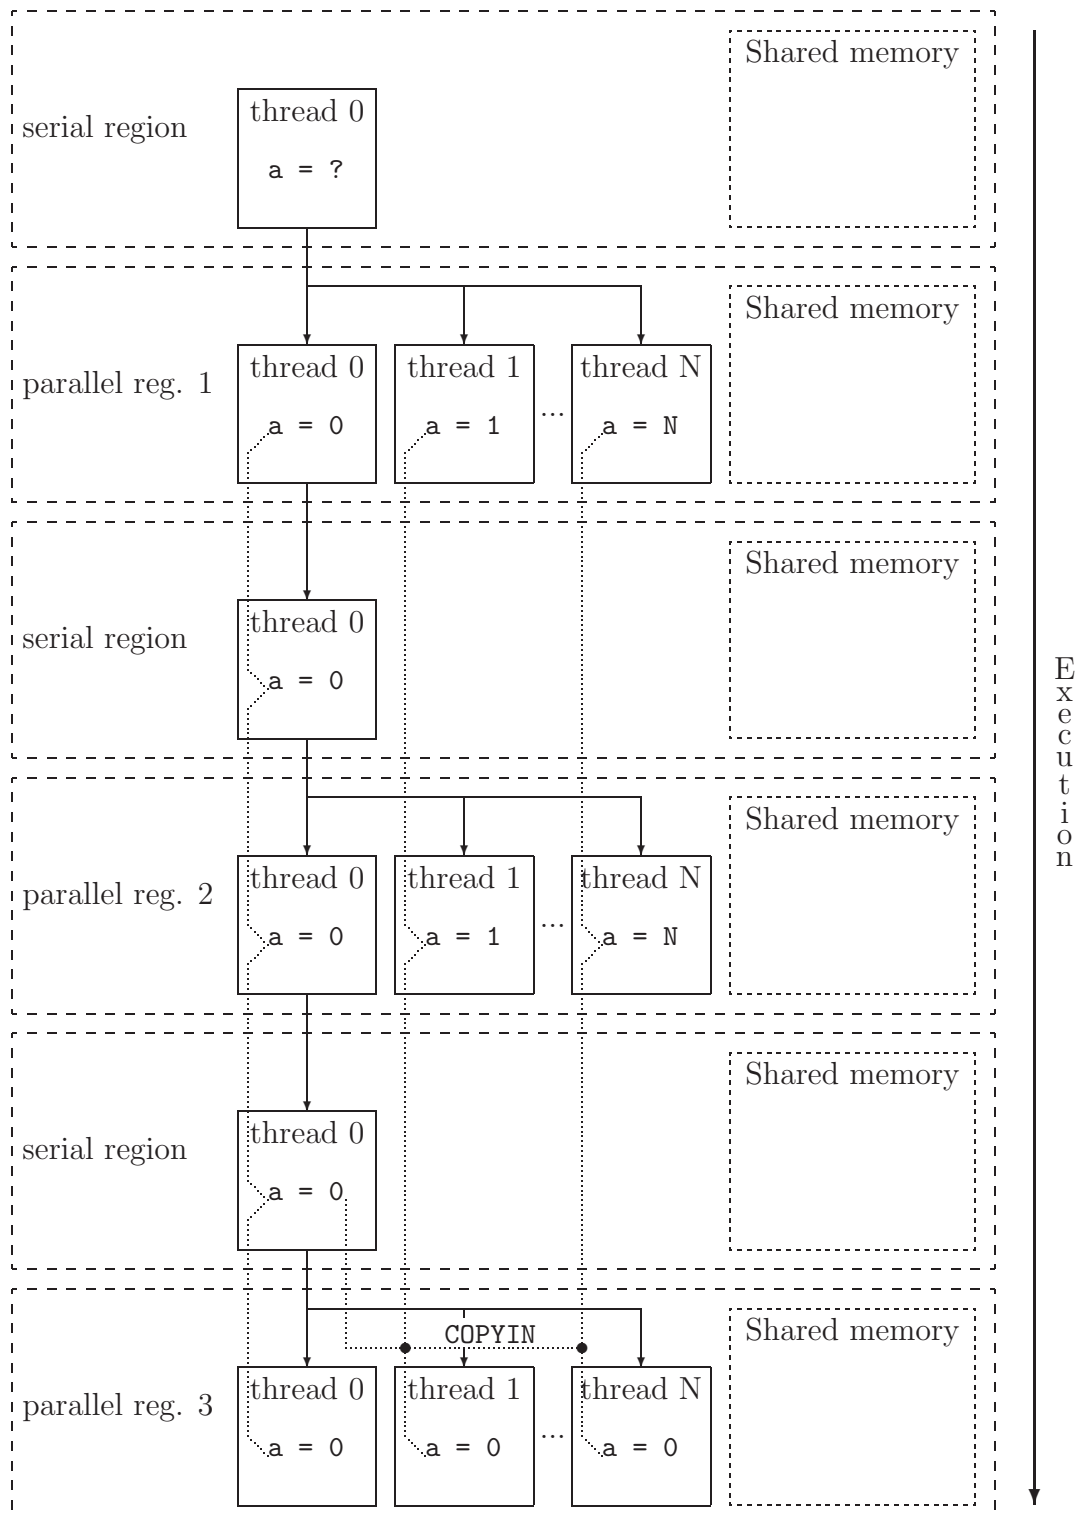 Shared memory
thread 0
serial region
a = ?
Shared memory
thread 0 thread 1 thread N
parallel reg. 1
a = 0 a = 1 ... a = N
Shared memory
thread 0
serial region
a = 0
Shared memory
thread 0 thread 1 thread N
parallel reg. 2
a = 0 a = 1 ... a = N
Shared memory
thread 0
serial region
a = 0
Shared memory
COPYIN
thread 0 thread 1 thread N
parallel reg. 3
a = 0 a = 0 ... a = 0
Execution